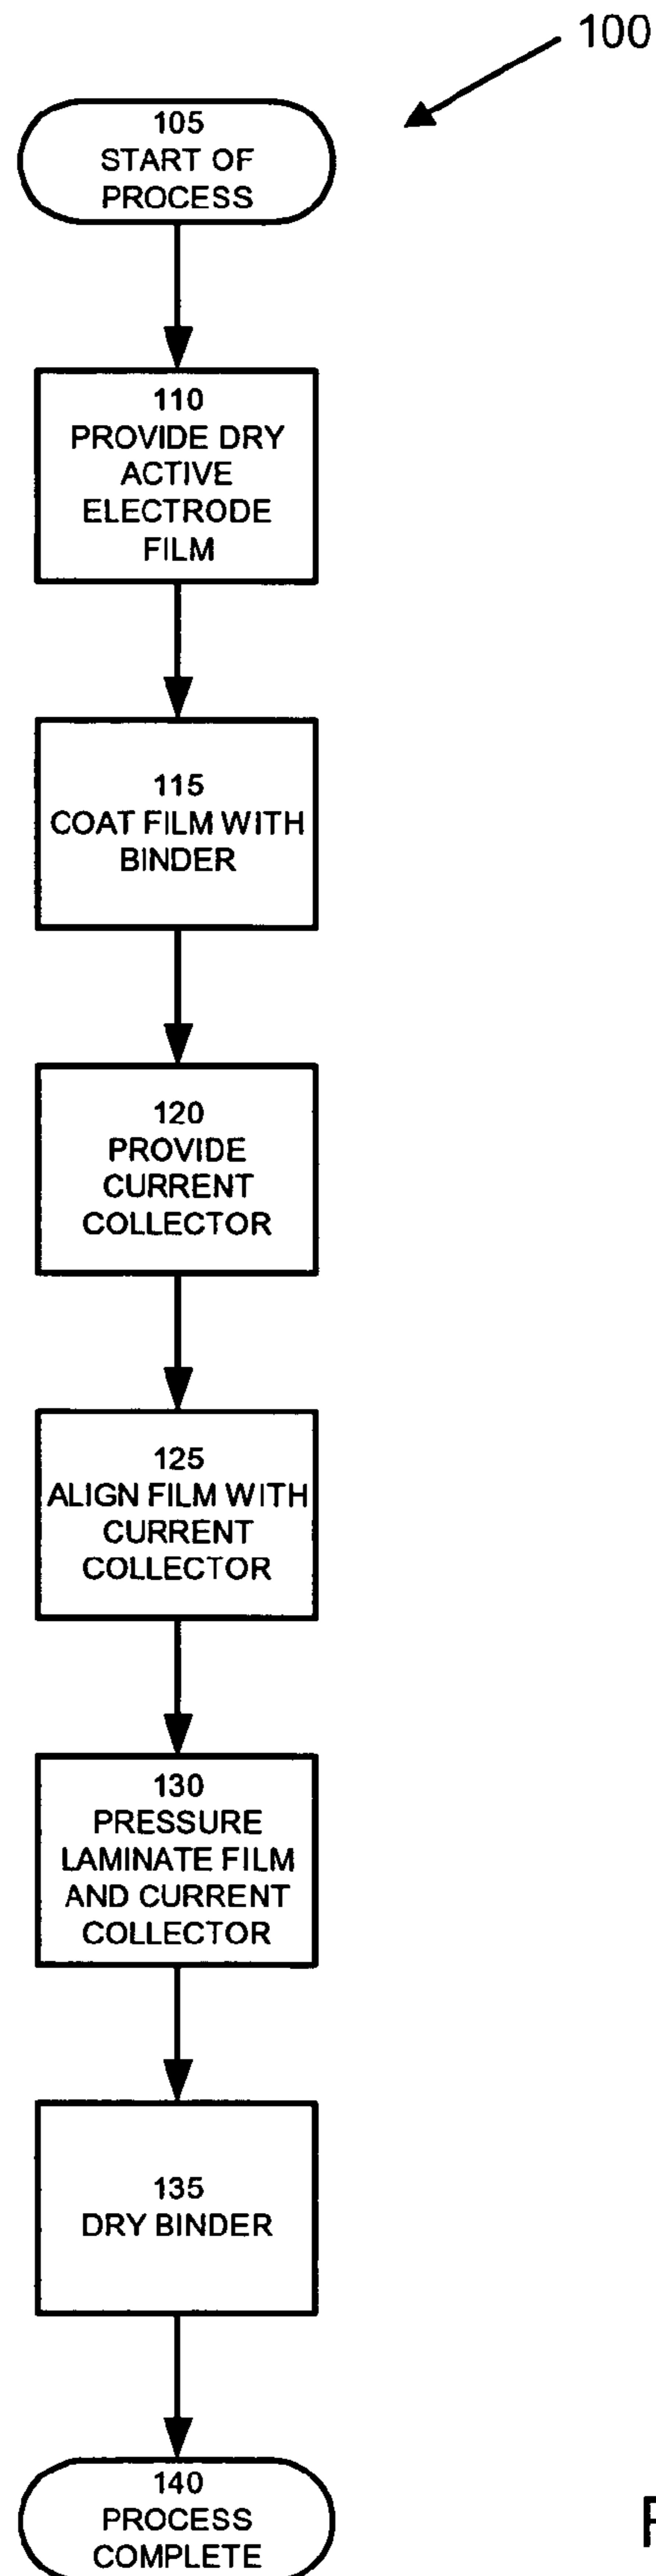 100
105
START OF
PROCESS
110
PROVIDE DRY
ACTIVE
ELECTRODE
FILM
115
COAT FILM WITH
BINDER
120
PROVIDE
CURRENT
COLLECTOR
125
ALIGN FILM WITH
CURRENT
COLLECTOR
130
PRESSURE
LAMINATE FILM
AND CURRENT
COLLECTOR
135
DRY BINDER
140
PROCESS
COMPLETE